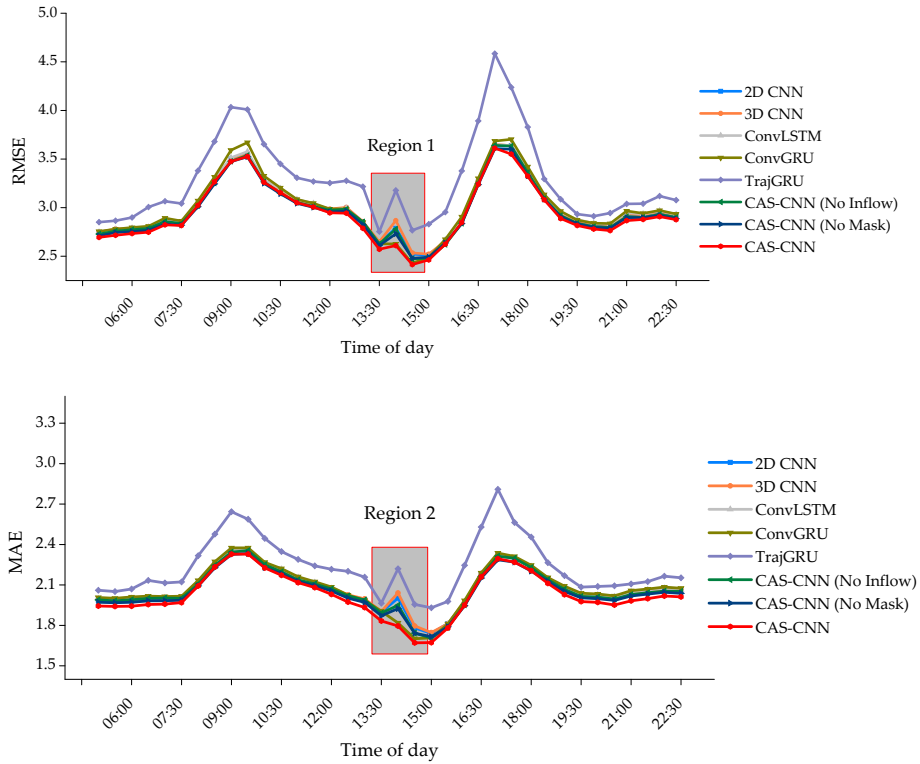 5.0
4.5
4.0
3.5
3.0
2.5
RMSE
Region 1
2D CNN
3D CNN
ConvLSTM
ConvGRU
TrajGRU
CAS-CNN (No Inflow)
CAS-CNN (No Mask)
CAS-CNN
06:00 07:30 09:00 10:30 12:00 13:30 15:00 16:30 18:00 19:30 21:00 22:30
Time of day
3.3
3.0
2.7
2.4
2.1
1.8
1.5
MAE
Region 2
2D CNN
3D CNN
ConvLSTM
ConvGRU
TrajGRU
CAS-CNN (No Inflow)
CAS-CNN (No Mask)
CAS-CNN
06:00 07:30 09:00 10:30 12:00 13:30 15:00 16:30 18:00 19:30 21:00 22:30
Time of day